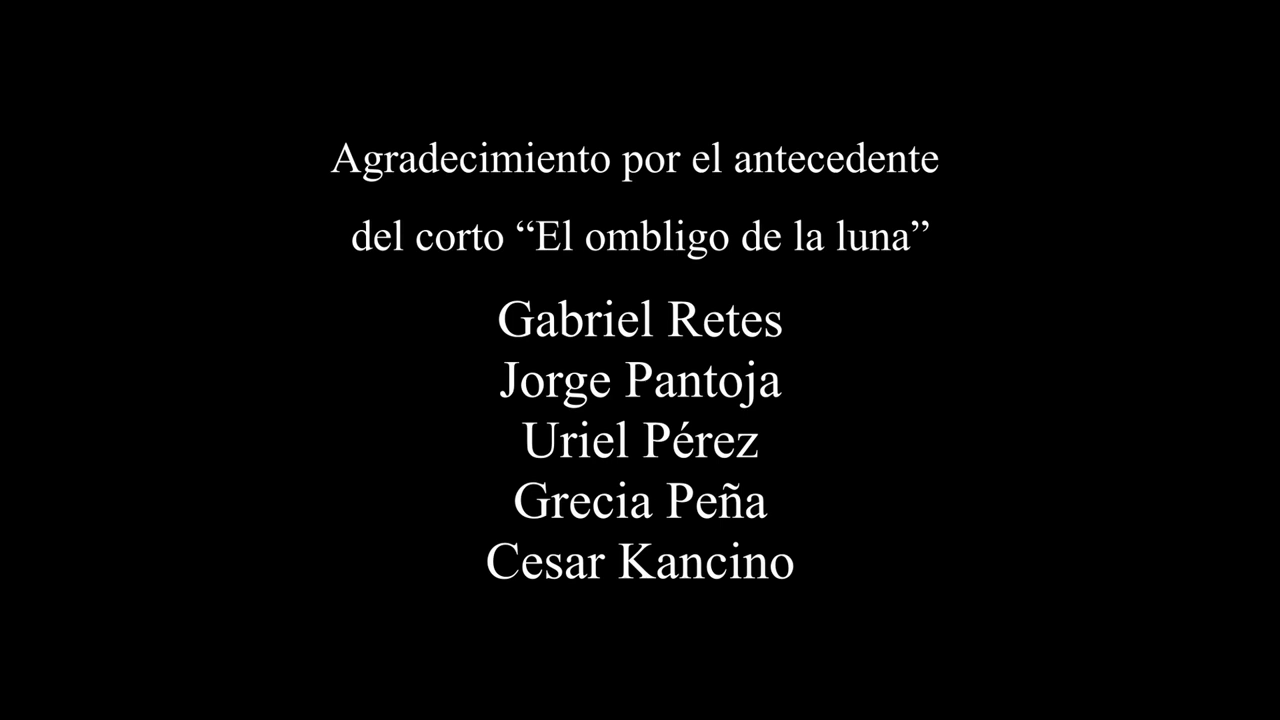 Agradecimiento por el antecedente
del corto “El ombligo de la luna”
Gabriel Retes
Jorge Pantoja
Uriel Pérez
Grecia Peña
Cesar Kancino